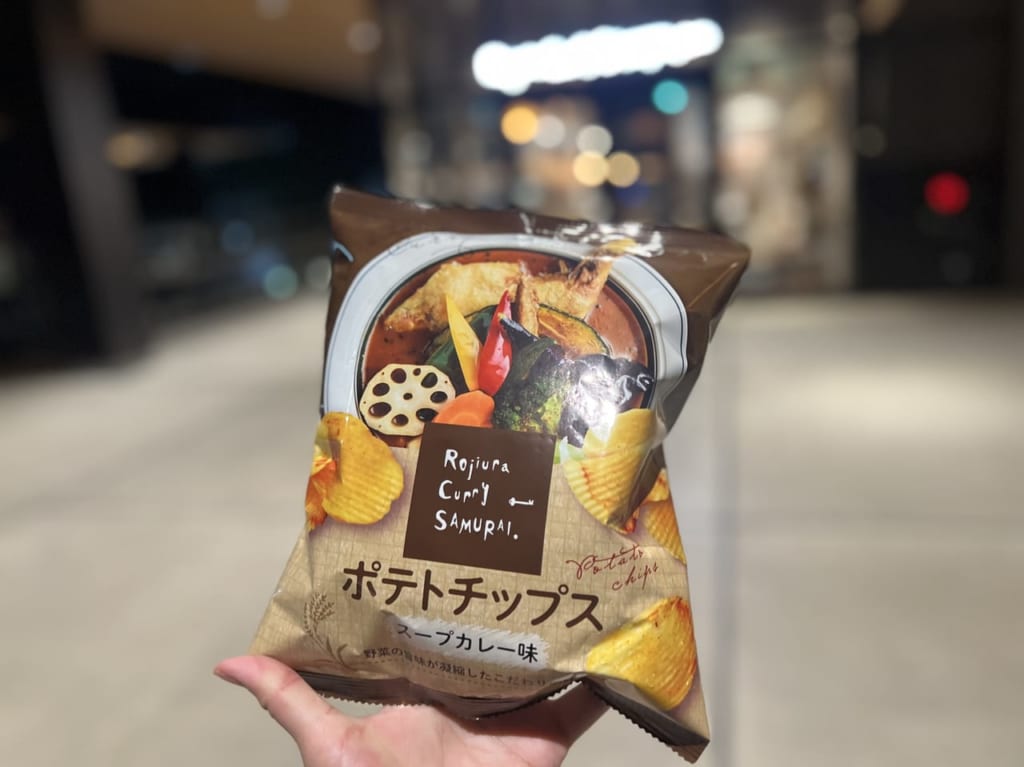 Rojiura
Curry
SAMURAI.
Potato
chips
ポテトチップス
スープカレー味
野菜の旨味が凝縮したこだわり